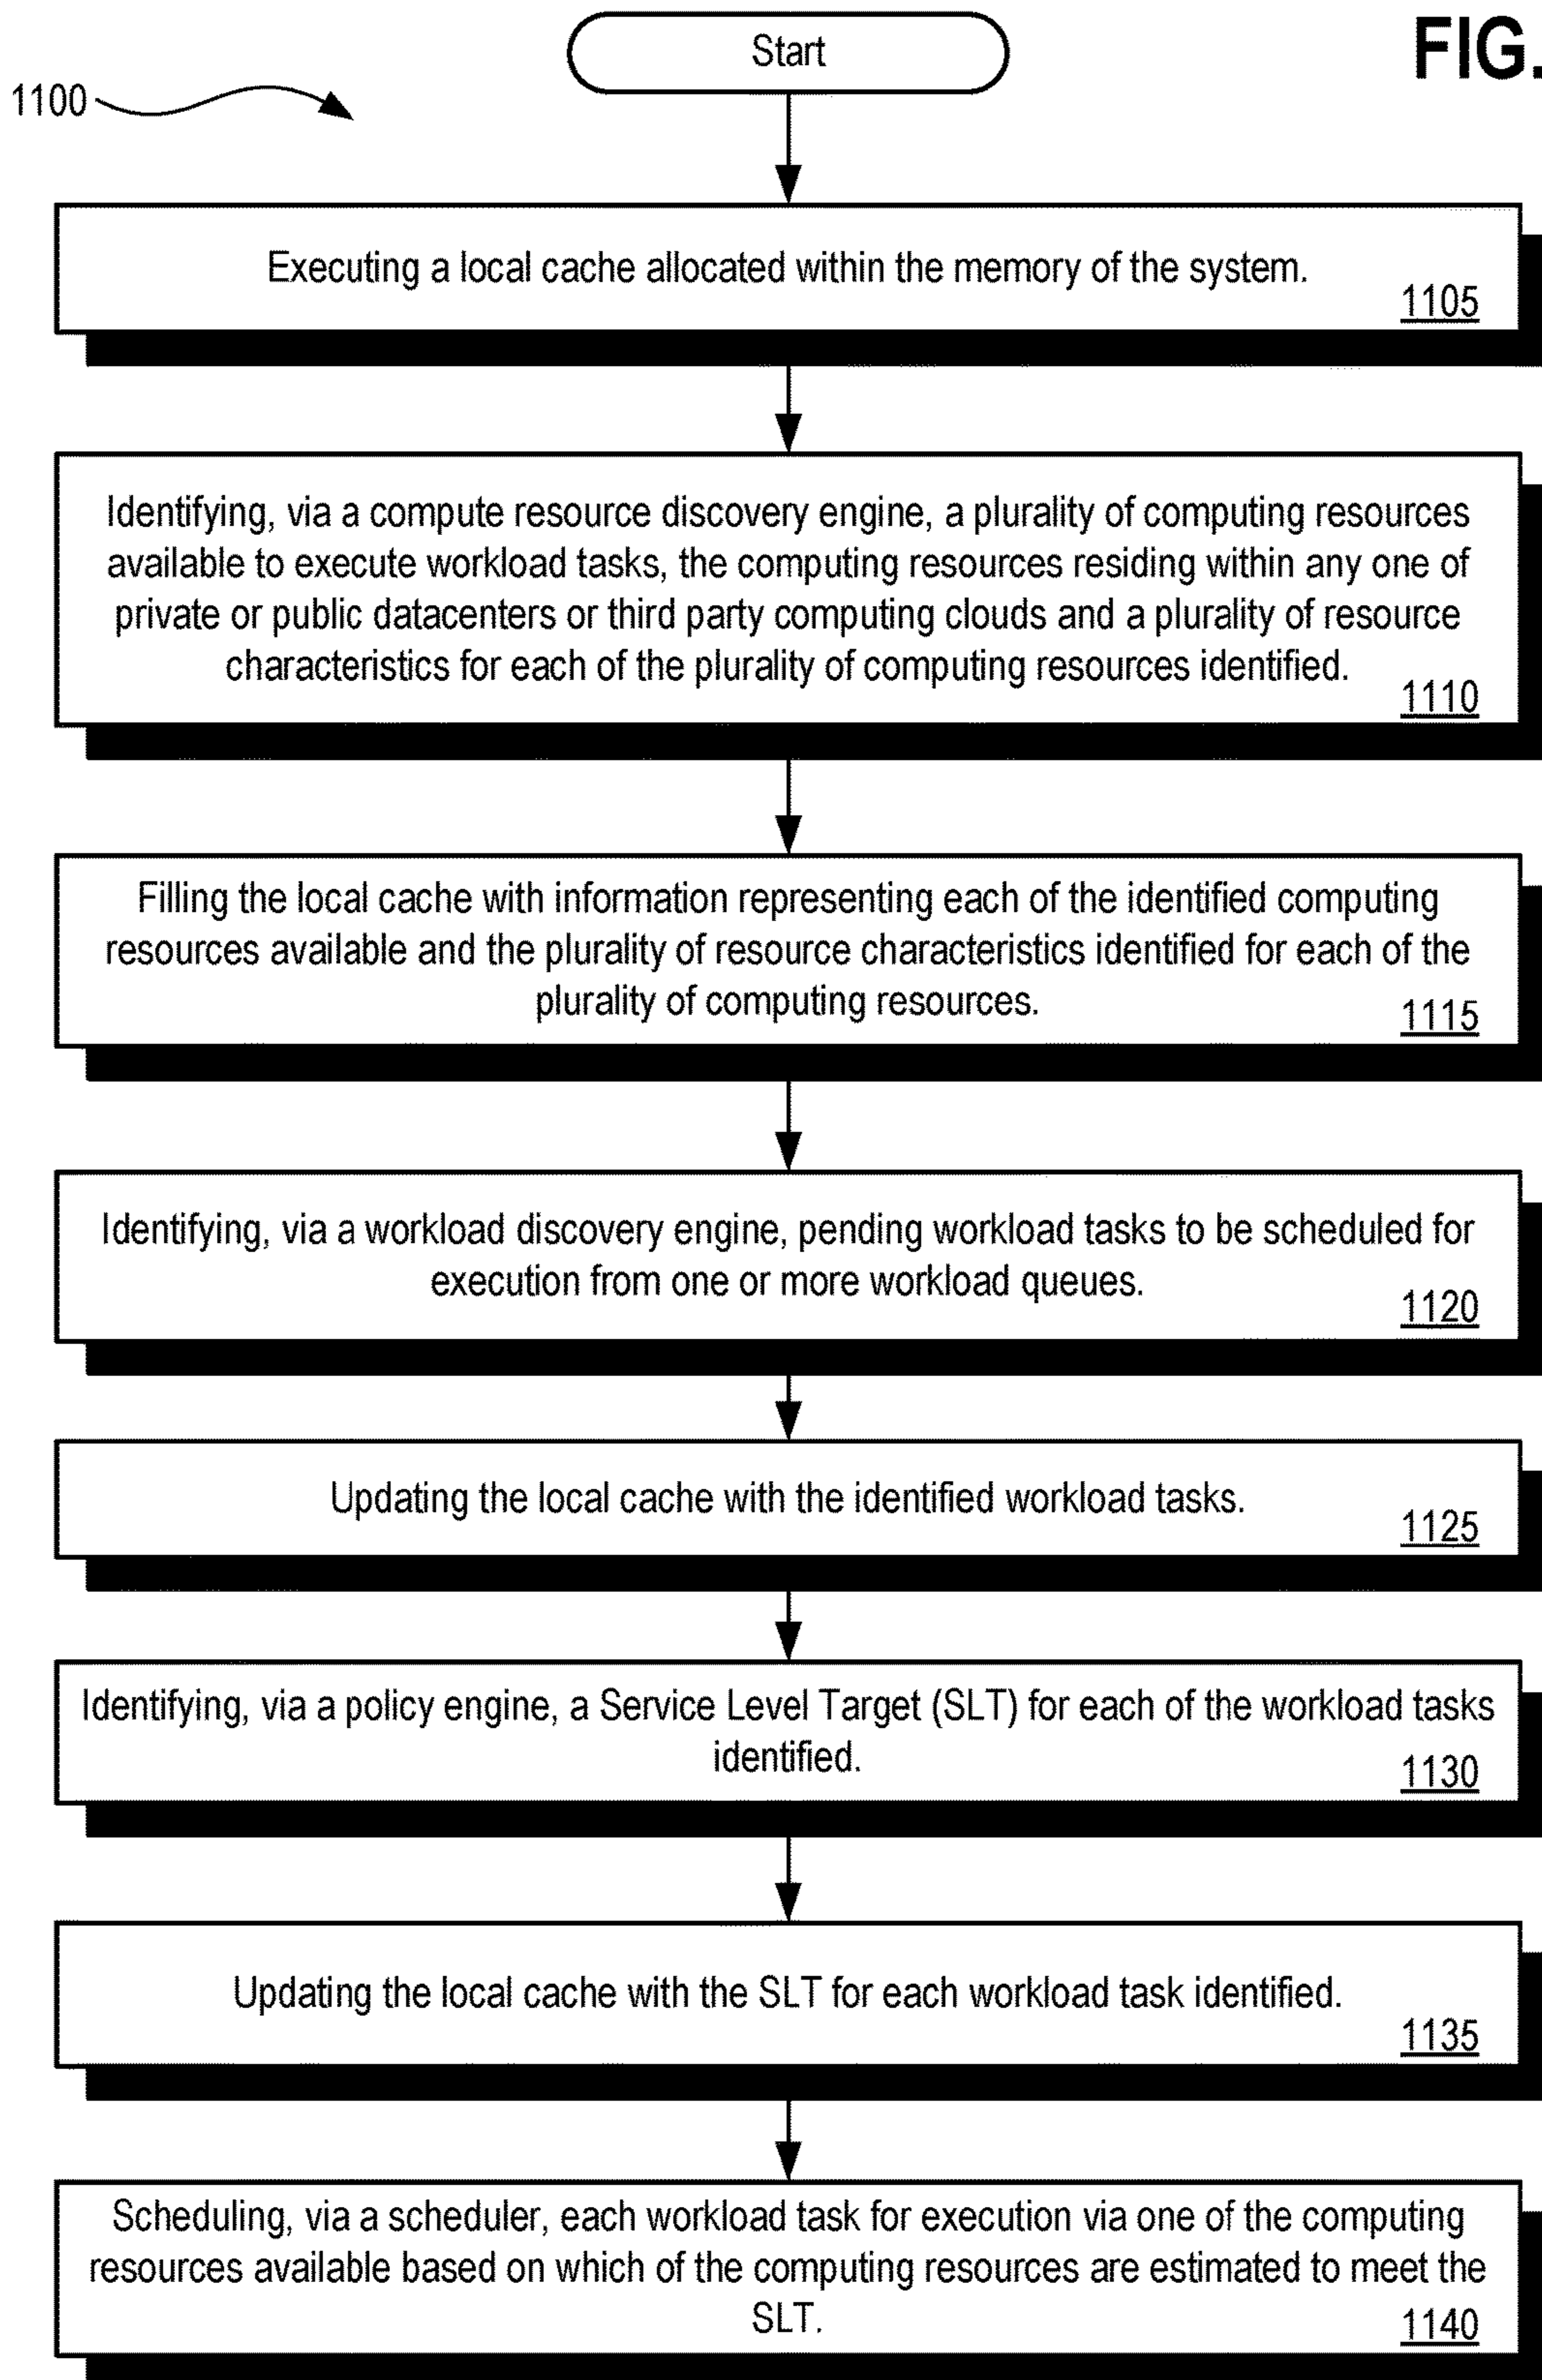 Start
FIG.
1100
Executing a local cache allocated within the memory of the system.
1105
Identifying, via a compute resource discovery engine, a plurality of computing resources
available to execute workload tasks, the computing resources residing within any one of
private or public datacenters or third party computing clouds and a plurality of resource
characteristics for each of the plurality of computing resources identified.
1110
Filling the local cache with information representing each of the identified computing
resources available and the plurality of resource characteristics identified for each of the
plurality of computing resources.
1115
Identifying, via a workload discovery engine, pending workload tasks to be scheduled for
execution from one or more workload queues.
1120
Updating the local cache with the identified workload tasks.
1125
Identifying, via a policy engine, a Service Level Target (SLT) for each of the workload tasks
identified.
1130
Updating the local cache with the SLT for each workload task identified.
1135
Scheduling, via a scheduler, each workload task for execution via one of the computing
resources available based on which of the computing resources are estimated to meet the
SLT.
1140